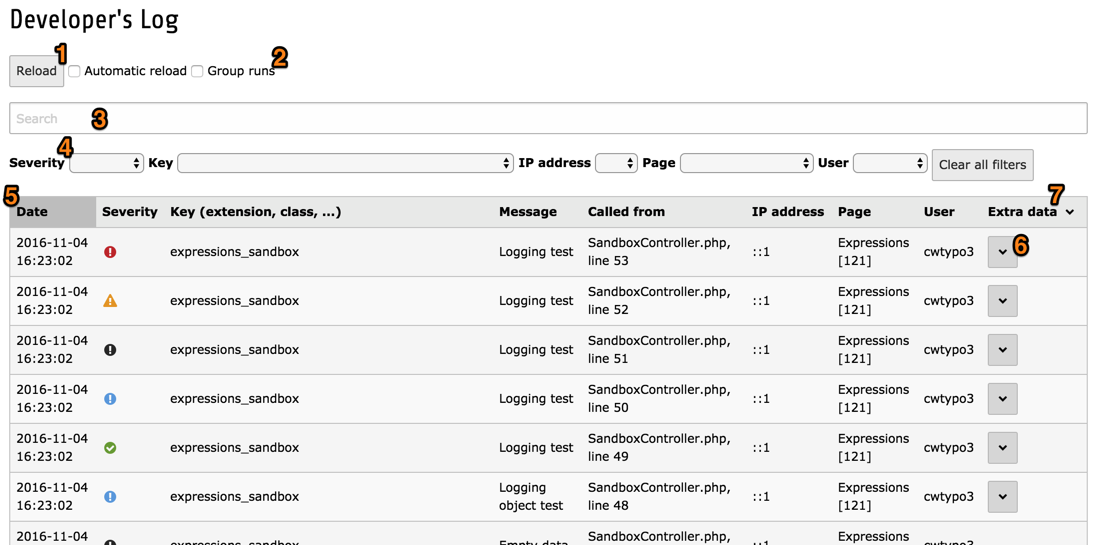 Developer's Log
1 2
Reload Automatic reload Group runs
Search 3
4
Severity Key IP address Page User Clear all filters
5 7
Date Severity Key (extension, class, ...) Message Called from IP address Page User Extra data
6
2016-11-04 SandboxController.php, Expressions
expressions_sandbox Logging test ::1 cwtypo3
16:23:02 line 53 [121]
2016-11-04 SandboxController.php, Expressions
expressions_sandbox Logging test ::1 cwtypo3
16:23:02 line 52 [121]
2016-11-04 SandboxController.php, Expressions
expressions_sandbox Logging test ::1 cwtypo3
16:23:02 line 51 [121]
2016-11-04 SandboxController.php, Expressions
expressions_sandbox Logging test ::1 cwtypo3
16:23:02 line 50 [121]
2016-11-04 SandboxController.php, Expressions
expressions_sandbox Logging test ::1 cwtypo3
16:23:02 line 49 [121]
2016-11-04 Logging SandboxController.php, Expressions
expressions_sandbox ::1 cwtypo3
16:23:02 object test line 48 [121]
2016-11-04 SandboxController.php, Expressions
expressions_sandbox Empty data ::1 cwtypo3